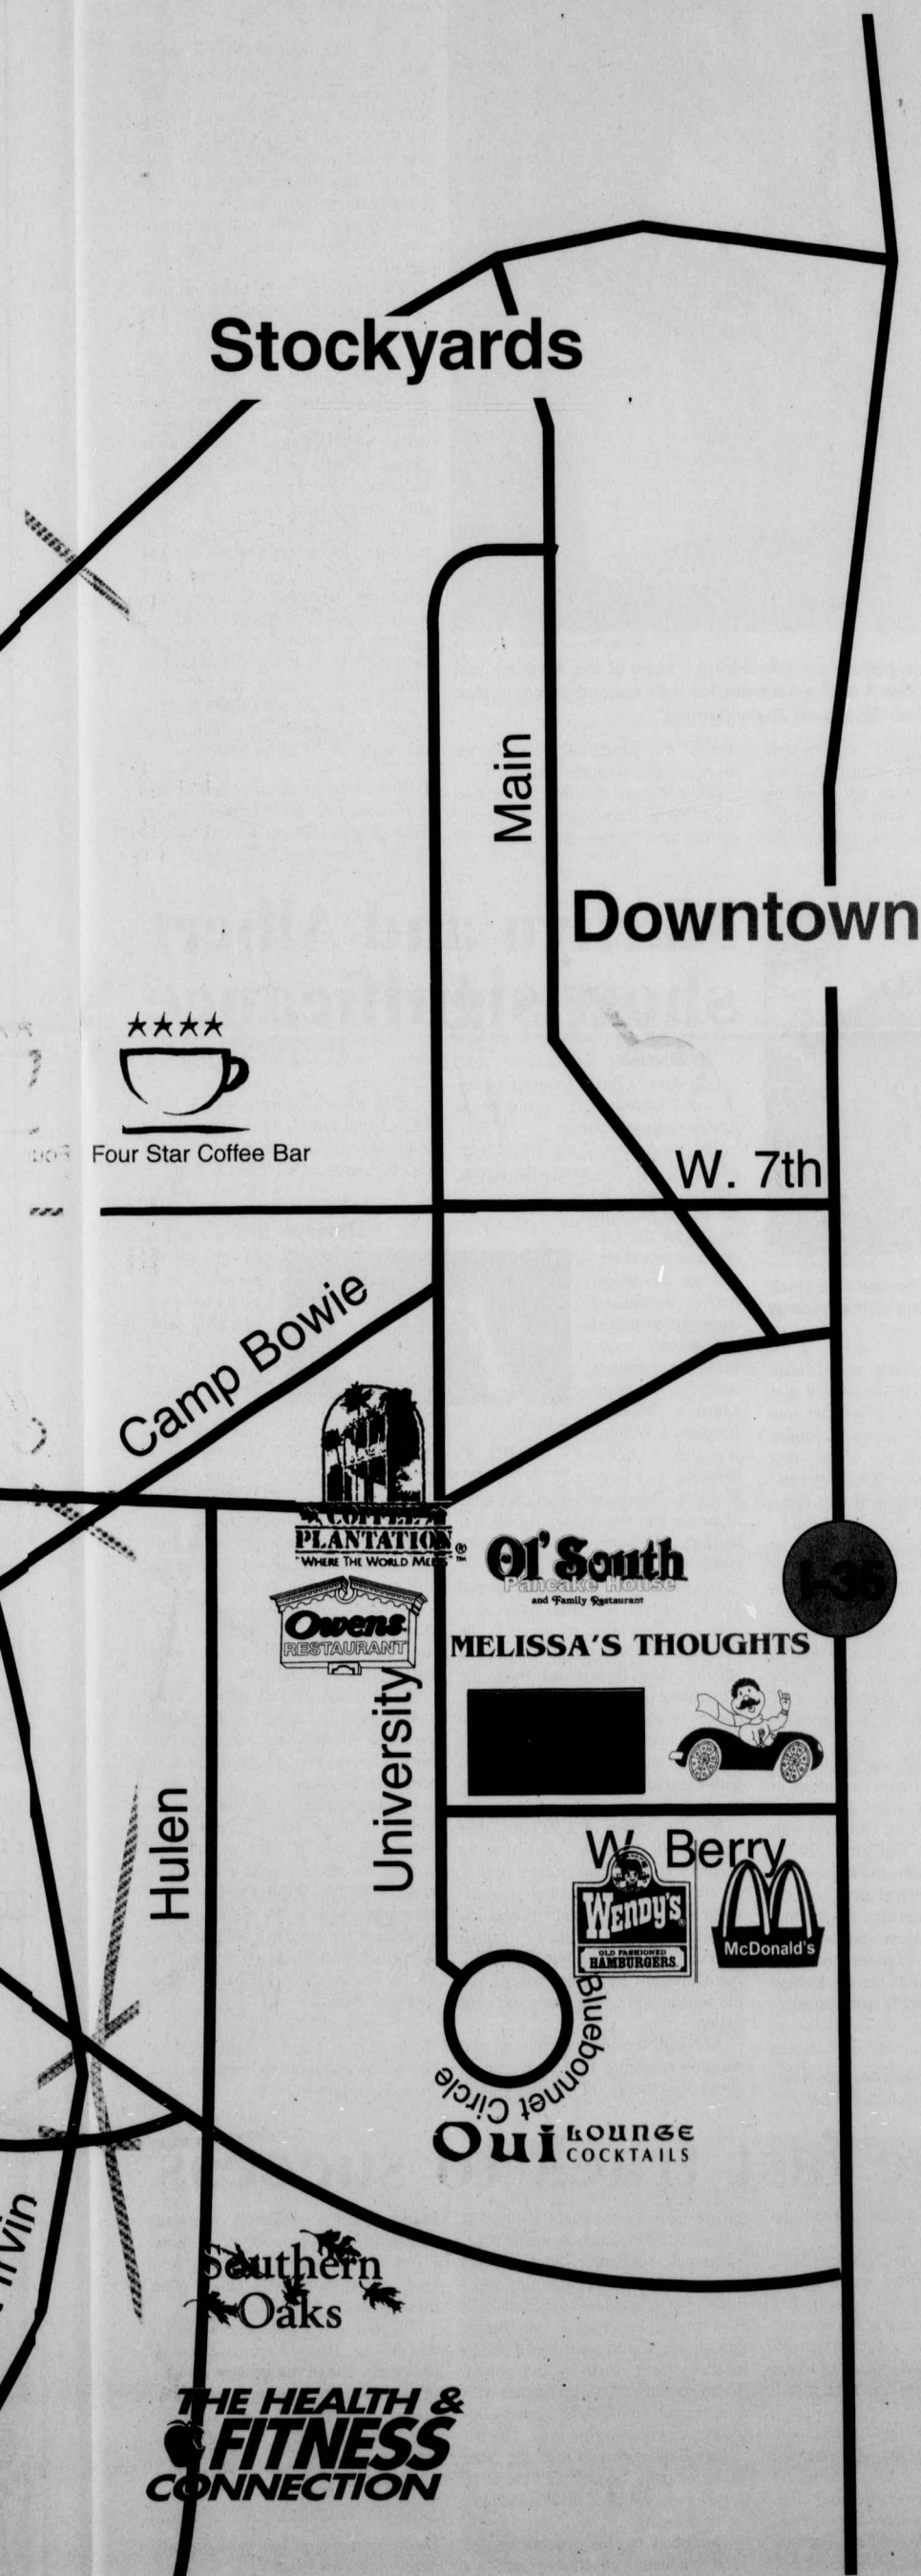 Stockyards
Main
Downtown
Four Star Coffee Bar
W. 7th
Camp Bowie
COFFEE
PLANTATION®
"WHERE THE WORLD MEETS"™
Ol' South
Pancake House
and Family Restaurant
I-35
Owens
RESTAURANT
MELISSA'S THOUGHTS
University
Hulen
W. Berry
WENDY'S
OLD FASHIONED
HAMBURGERS
McDonald's
Bluebonnet Circle
Oui LOUNGE
COCKTAILS
Southern
Oaks
THE HEALTH &
FITNESS
CONNECTION